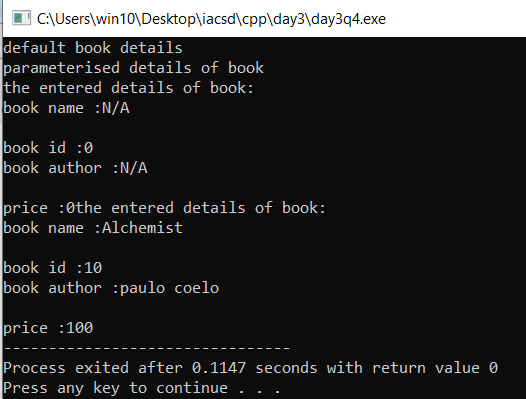 C:\Users\win10\Desktop\iacsd\cpp\day3\day3q4.exe
default book details
parameterised details of book
the entered details of book:
book name :N/A
book id :0
book author :N/A
price :0the entered details of book:
book name :Alchemist
book id :10
book author :paulo coelo
price :100
--------------------------------
Process exited after 0.1147 seconds with return value 0
Press any key to continue . . .